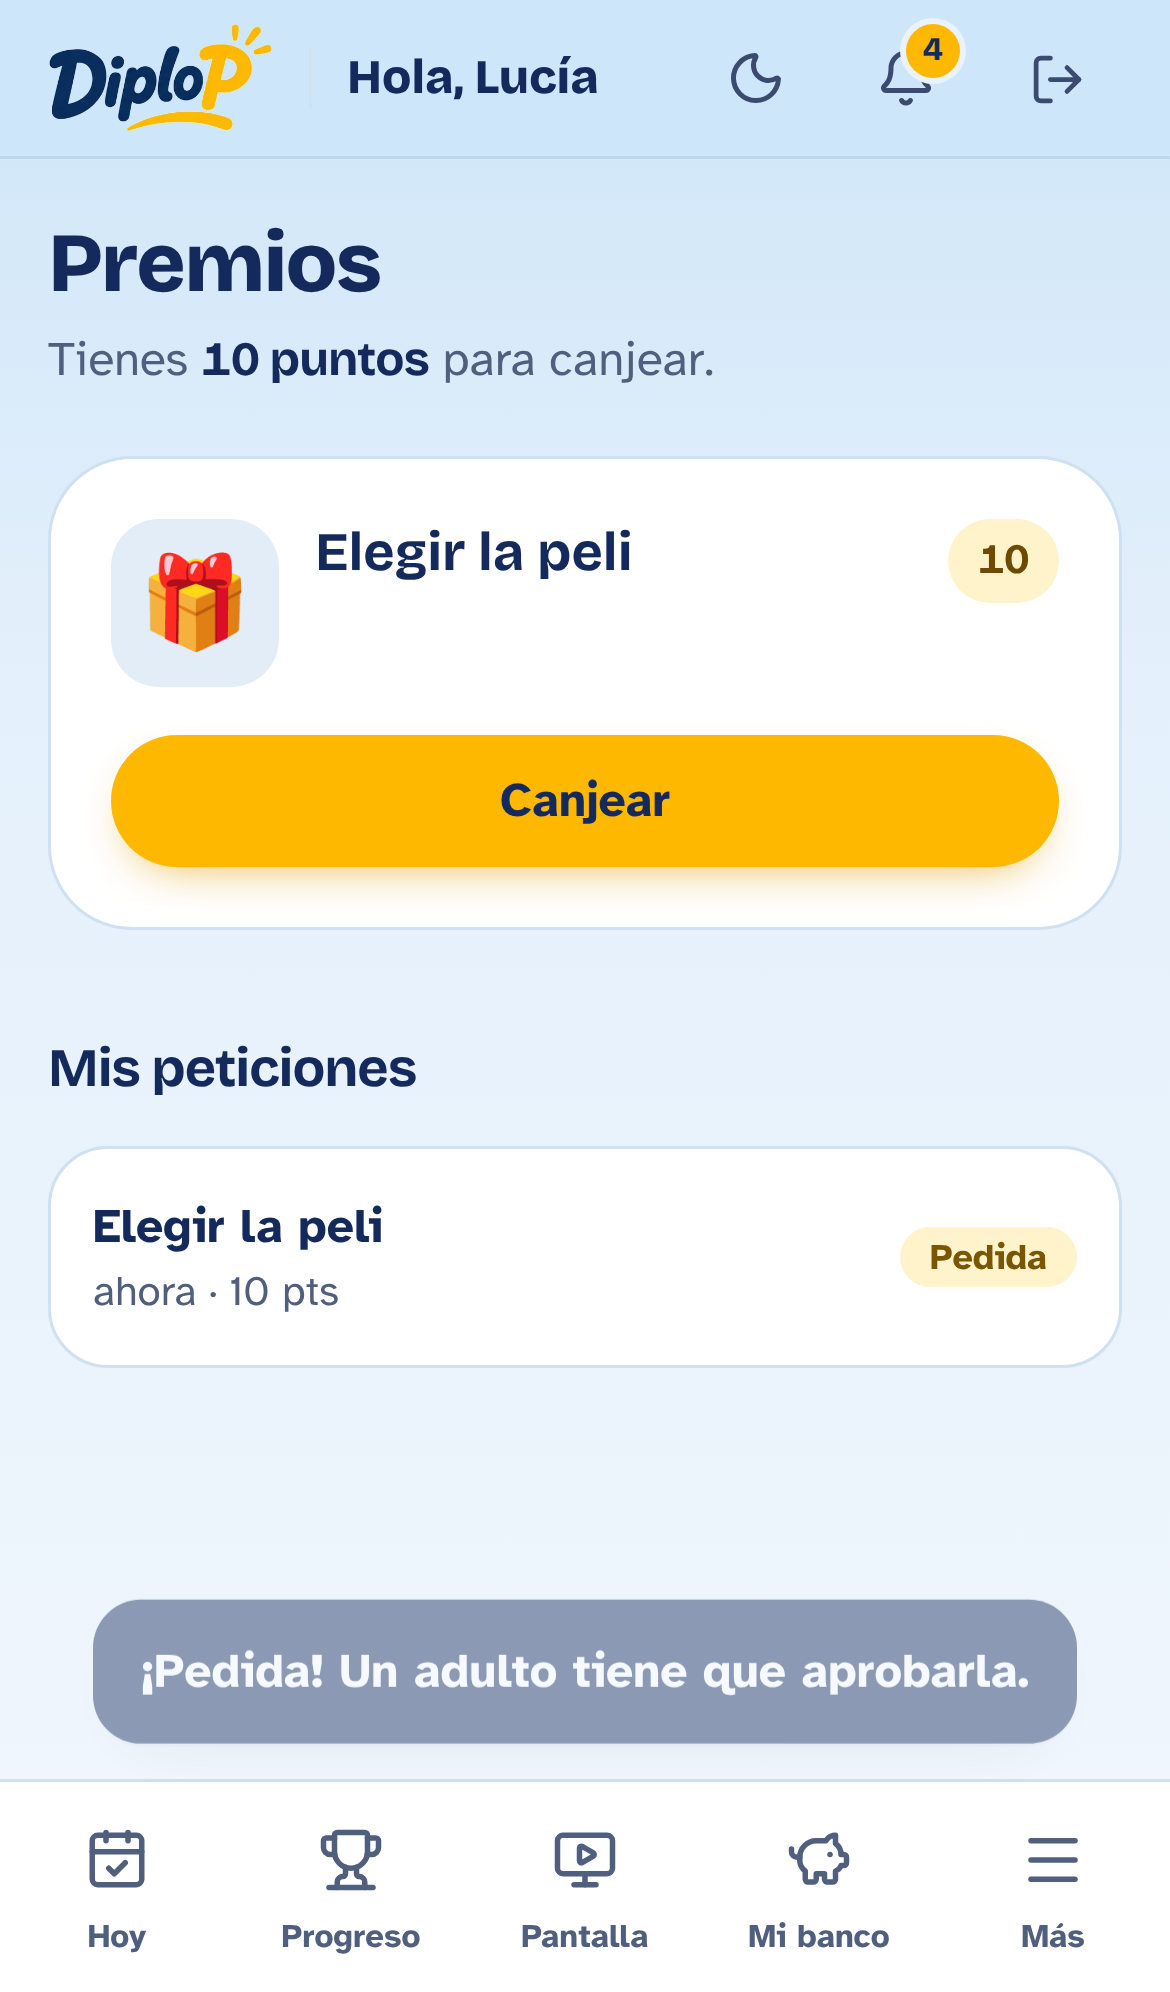 DiploP
Hola, Lucía
4
Premios
Tienes 10 puntos para canjear.
Elegir la peli
10
Canjear
Mis peticiones
Elegir la peli
ahora · 10 pts
Pedida
¡Pedida! Un adulto tiene que aprobarla.
Hoy
Progreso
Pantalla
Mi banco
Más